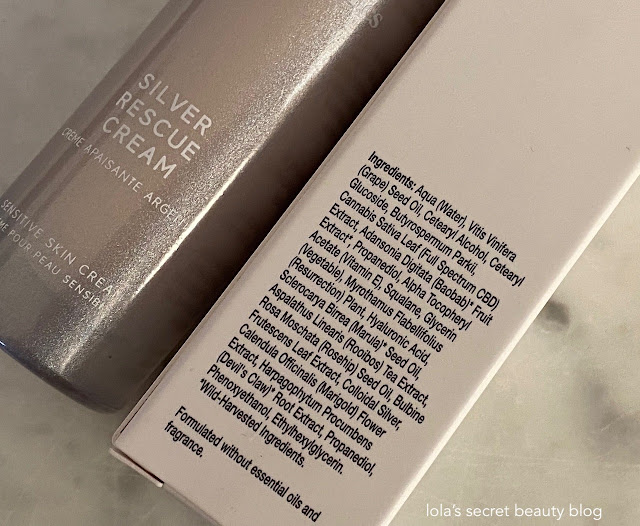 SILVER
RESCUE
CREAM
CRÈME APAISANTE ARGEN
SENSITIVE SKIN CREA
POUR PEAU SENSIB
Ingredients: Aqua (Water), Vitis Vinifera
(Grape) Seed Oil, Cetearyl Alcohol, Cetearyl
Glucoside, Butyrospermum Parkii,
Cannabis Sativa Leaf (Full Spectrum CBD)
Extract, Adansonia Digitata (Baobab)* Fruit
Extract*, Propanediol, Alpha Tocopheryl
Acetate (Vitamin E), Squalane, Glycerin
(Vegetable), Myrothamnus Flabellifolius
(Resurrection) Plant, Hyaluronic Acid,
Sclerocarya Birrea (Marula)* Seed Oil,
Aspalathus Linearis (Rooibos) Tea Extract,
Rosa Moschata (Rosehip) Seed Oil, Bulbine
Frutescens Leaf Extract, Colloidal Silver,
Calendula Officinalis (Marigold) Flower
Extract, Harpagophytum Procumbens
(Devil's Claw)* Root Extract, Propanediol,
Phenoxyethanol, Ethylhexylglycerin.
*Wild-Harvested Ingredients.
Formulated without essential oils and
fragrance.
lola's secret beauty blog